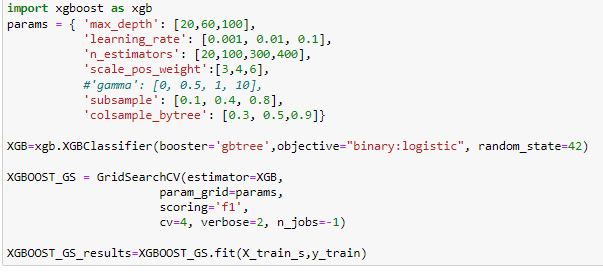 import xgboost as xgb
params = { 'max_depth': [20,60,100],
'learning_rate': [0.001, 0.01, 0.1],
'n_estimators': [20,100,300,400],
'scale_pos_weight':[3,4,6],
#'gamma': [0, 0.5, 1, 10],
'subsample': [0.1, 0.4, 0.8],
'colsample_bytree': [0.3, 0.5,0.9]}
XGB=xgb.XGBClassifier(booster='gbtree',objective="binary:logistic", random_state=42)
XGBOOST_GS = GridSearchCV(estimator=XGB,
param_grid=params,
scoring='f1',
cv=4, verbose=2, n_jobs=-1)
XGBOOST_GS_results=XGBOOST_GS.fit(X_train_s,y_train)